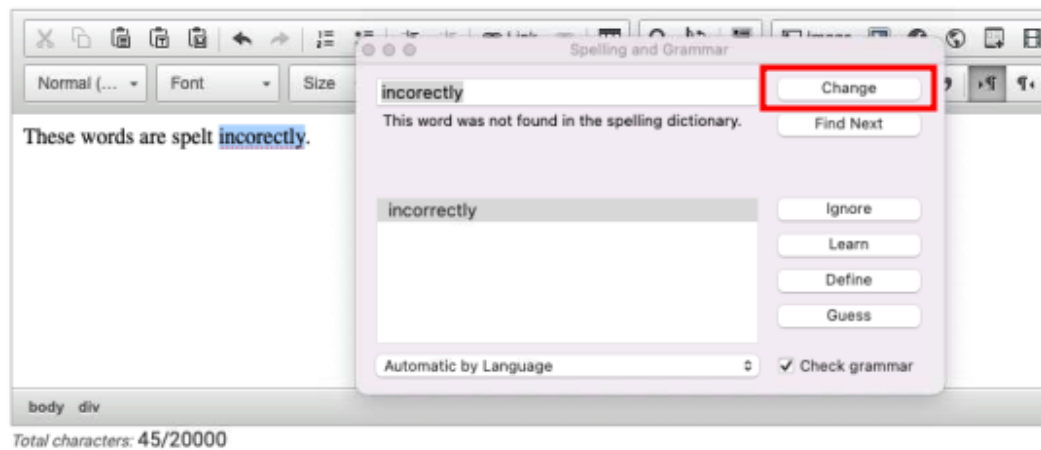 Spelling and Grammar
Normal (... Font Size
incorectly Change
This word was not found in the spelling dictionary. Find Next
These words are spelt incorectly.
incorrectly Ignore
Learn
Define
Guess
Automatic by Language Check grammar
body div
Total characters: 45/20000